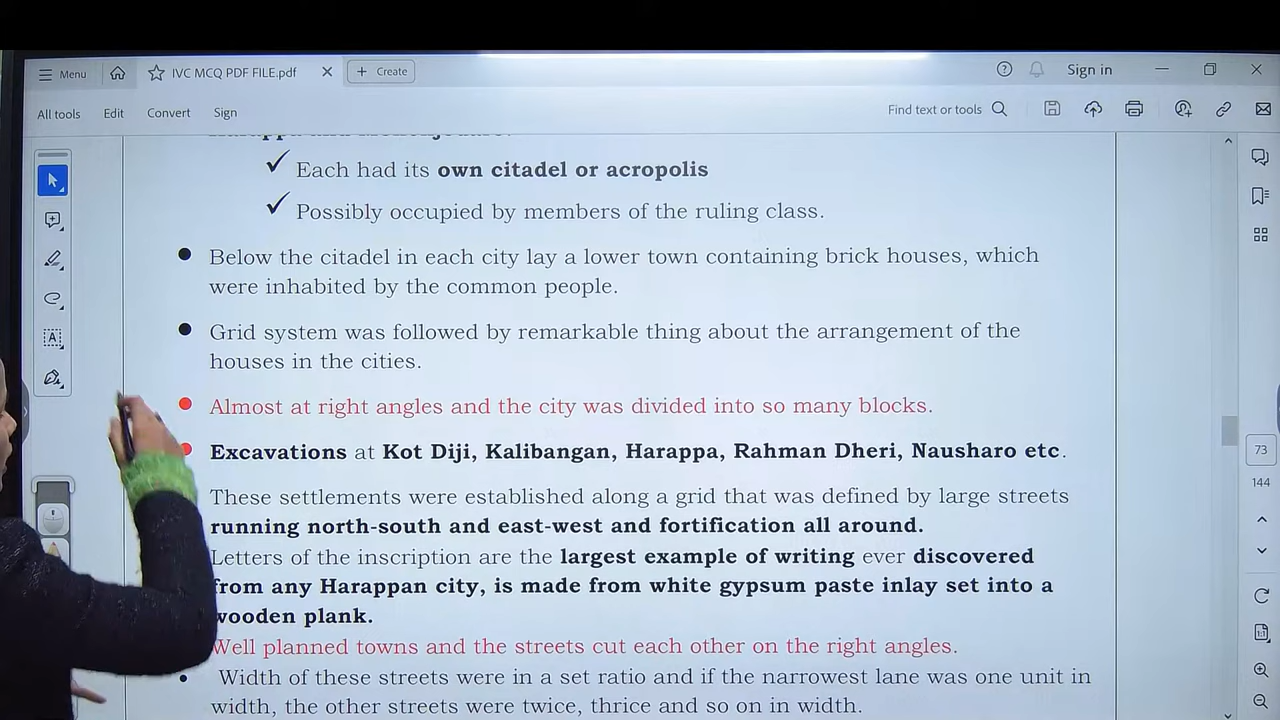 Menu
IVC MCQ PDF FILE.pdf
Create
Sign in
All tools
Edit
Convert
Sign
Find text or tools
✓ Each had its own citadel or acropolis
✓ Possibly occupied by members of the ruling class.
● Below the citadel in each city lay a lower town containing brick houses, which
were inhabited by the common people.
● Grid system was followed by remarkable thing about the arrangement of the
houses in the cities.
● Almost at right angles and the city was divided into so many blocks.
● Excavations at Kot Diji, Kalibangan, Harappa, Rahman Dheri, Nausharo etc.
These settlements were established along a grid that was defined by large streets
running north-south and east-west and fortification all around.
Letters of the inscription are the largest example of writing ever discovered
from any Harappan city, is made from white gypsum paste inlay set into a
wooden plank.
Well planned towns and the streets cut each other on the right angles.
• Width of these streets were in a set ratio and if the narrowest lane was one unit in
width, the other streets were twice, thrice and so on in width.
73
144